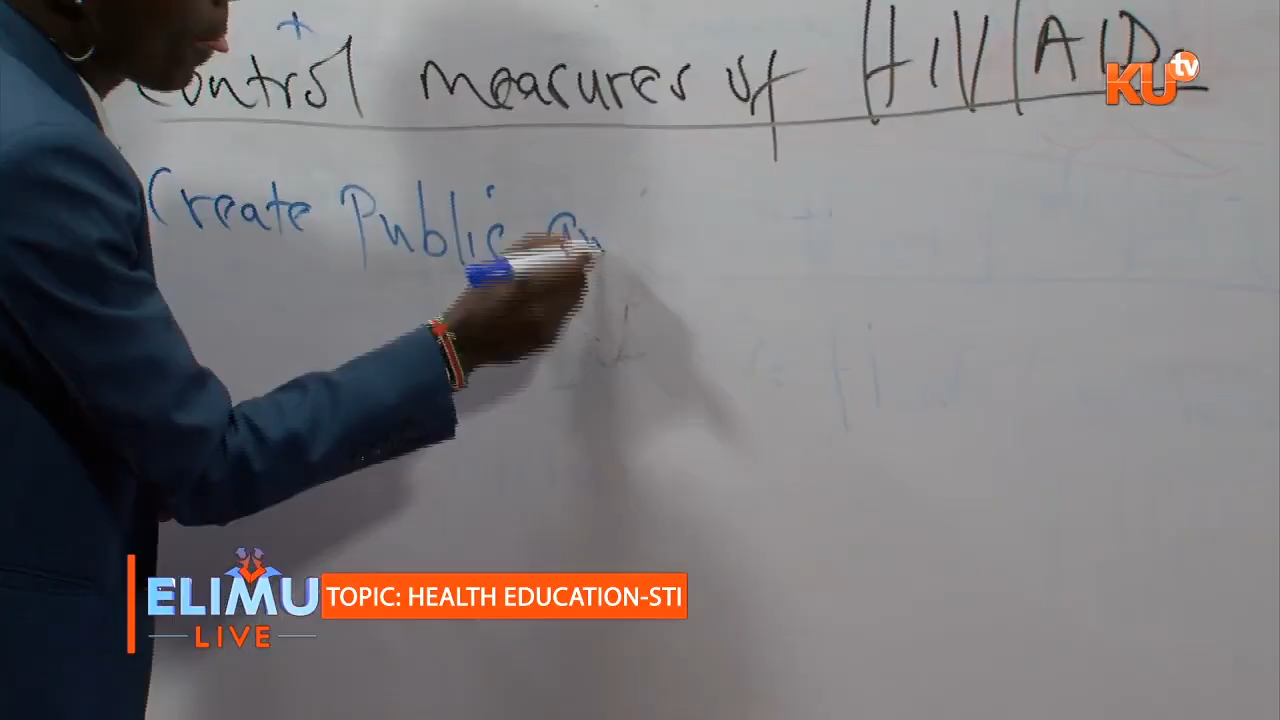 Control measures of HIV/AIDs
KU tv
Create Public
ELIMU
LIVE
TOPIC: HEALTH EDUCATION-STI